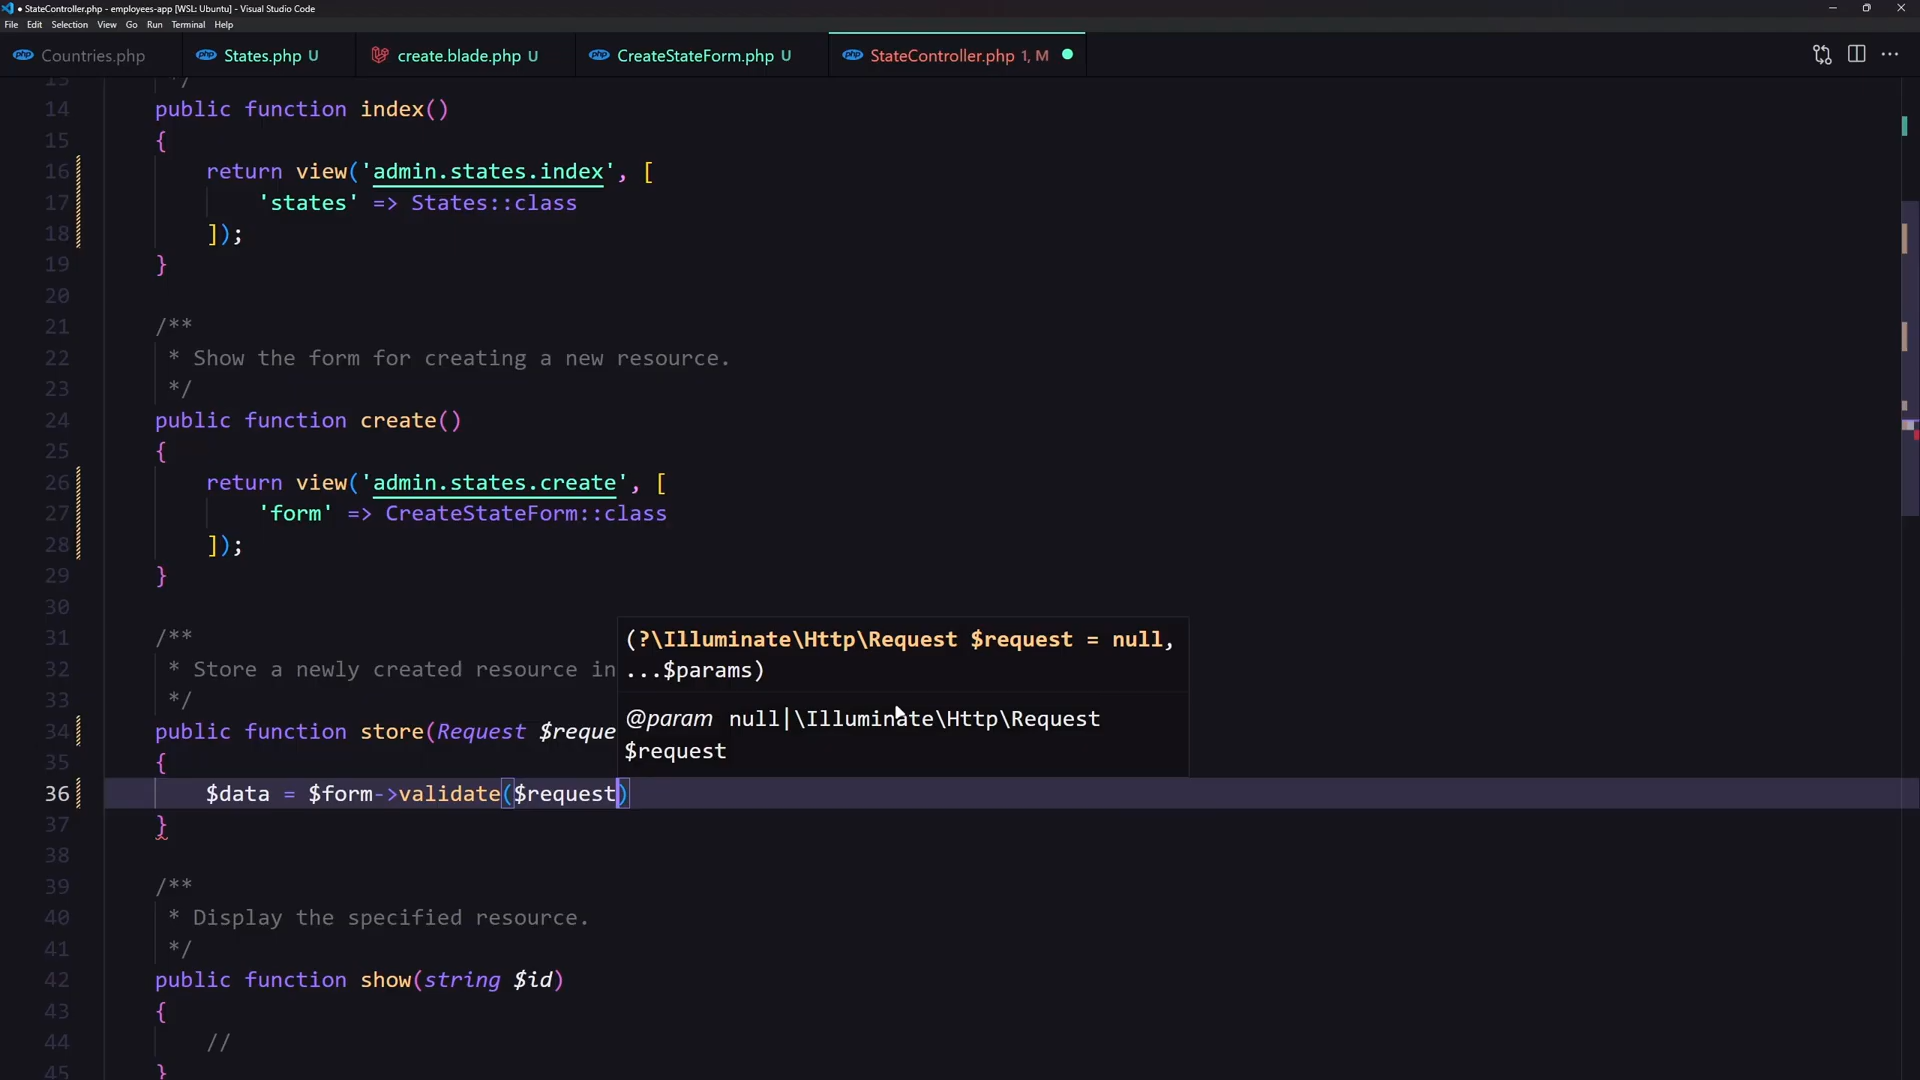 StateController.php - employees-app [WSL: Ubuntu] - Visual Studio Code
File Edit Selection View Go Run Terminal Help
Countries.php States.php U create.blade.php U CreateStateForm.php U StateController.php 1, M
13 */
14 public function index()
15 {
16 return view('admin.states.index', [
17 'states' => States::class
18 ]);
19 }
20
21 /**
22 * Show the form for creating a new resource.
23 */
24 public function create()
25 {
26 return view('admin.states.create', [
27 'form' => CreateStateForm::class
28 ]);
29 }
30
31 /**
32 * Store a newly created resource in
33 */
34 public function store(Request $reque
35 {
36 $data = $form->validate($request)
37 }
38
39 /**
40 * Display the specified resource.
41 */
42 public function show(string $id)
43 {
44 //
45 }
(?\Illuminate\Http\Request $request = null,
...$params)
@param null|\Illuminate\Http\Request
$request